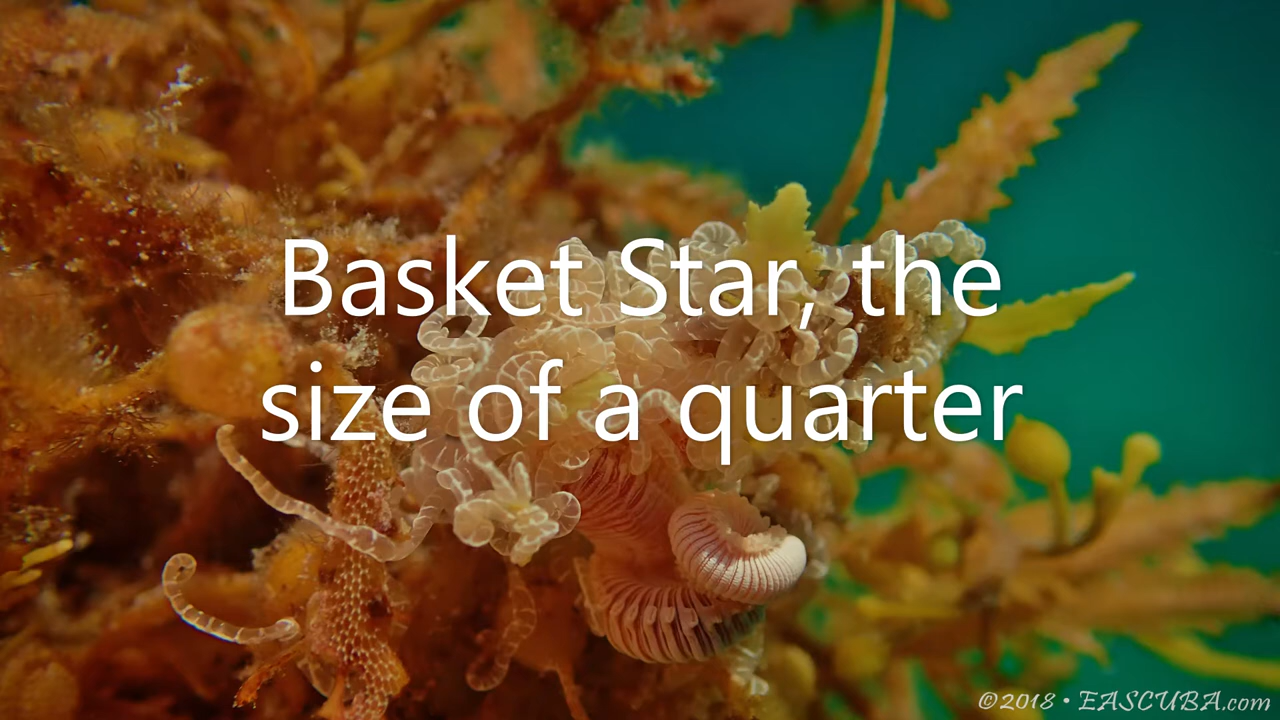 Basket Star, the
size of a quarter
©2018 • EASCUBA.com